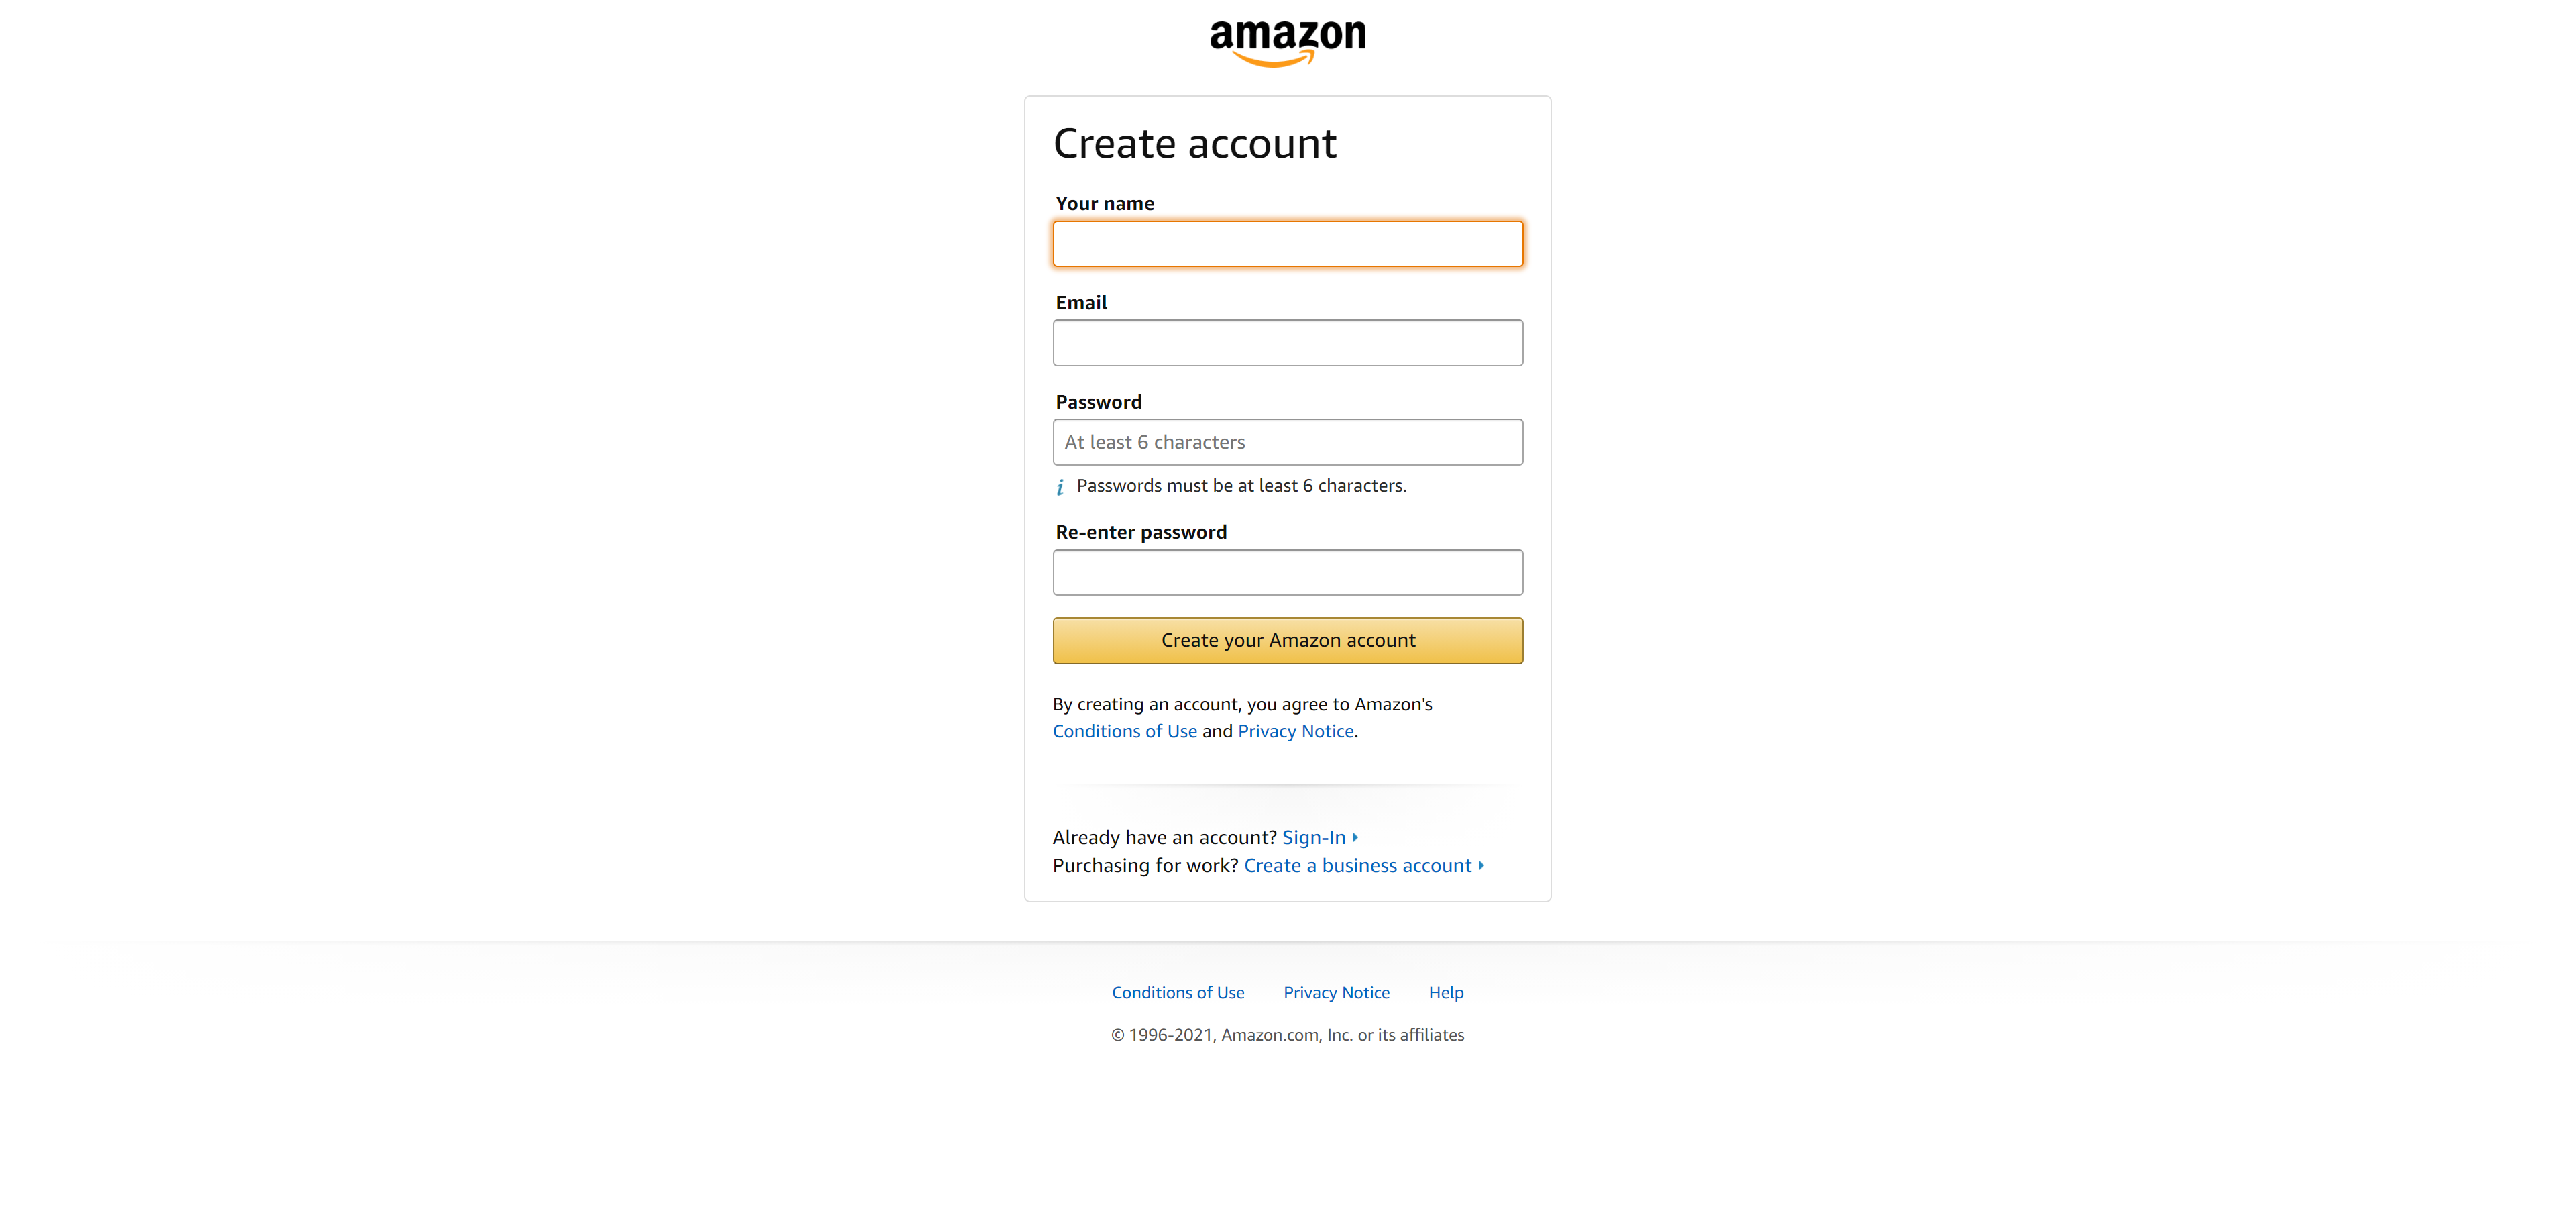 amazon
Create account
Your name
Email
Password
At least 6 characters
i Passwords must be at least 6 characters.
Re-enter password
Create your Amazon account
By creating an account, you agree to Amazon's
Conditions of Use and Privacy Notice.
Already have an account? Sign-In
Purchasing for work? Create a business account
Conditions of Use Privacy Notice Help
© 1996-2021, Amazon.com, Inc. or its affiliates